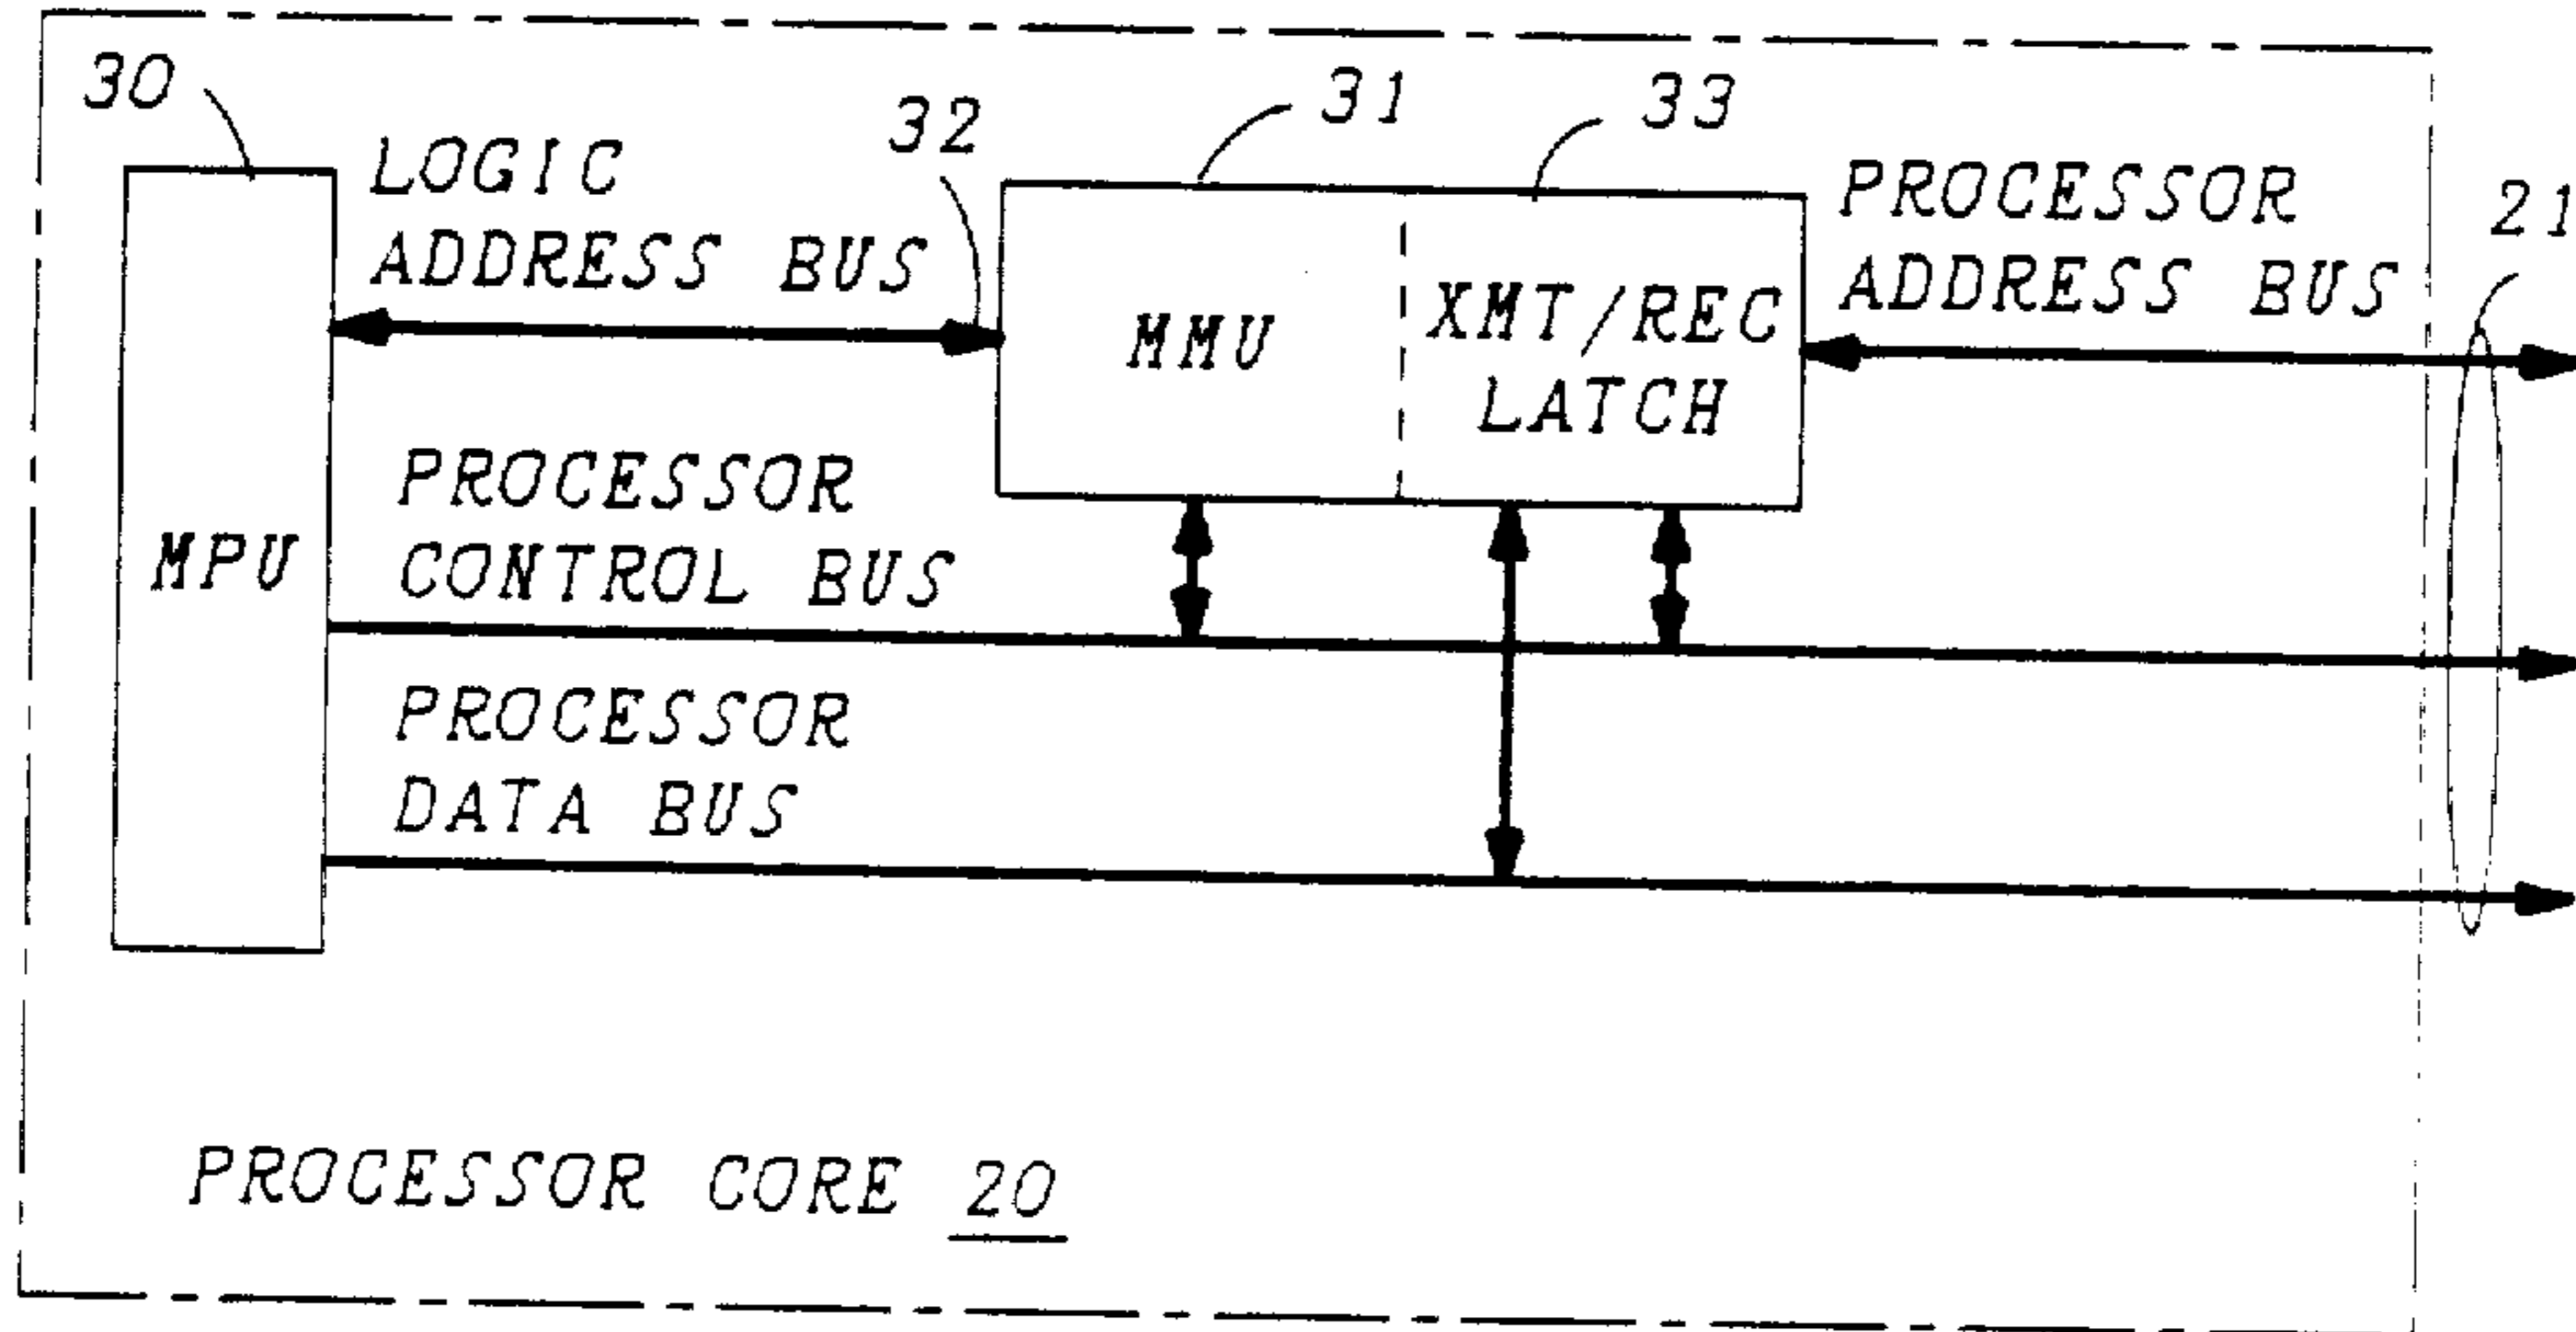 30
LOGIC
ADDRESS BUS
32
31
33
PROCESSOR
ADDRESS BUS
21
MMU
XMT/REC
LATCH
MPU
PROCESSOR
CONTROL BUS
PROCESSOR
DATA BUS
PROCESSOR CORE 20